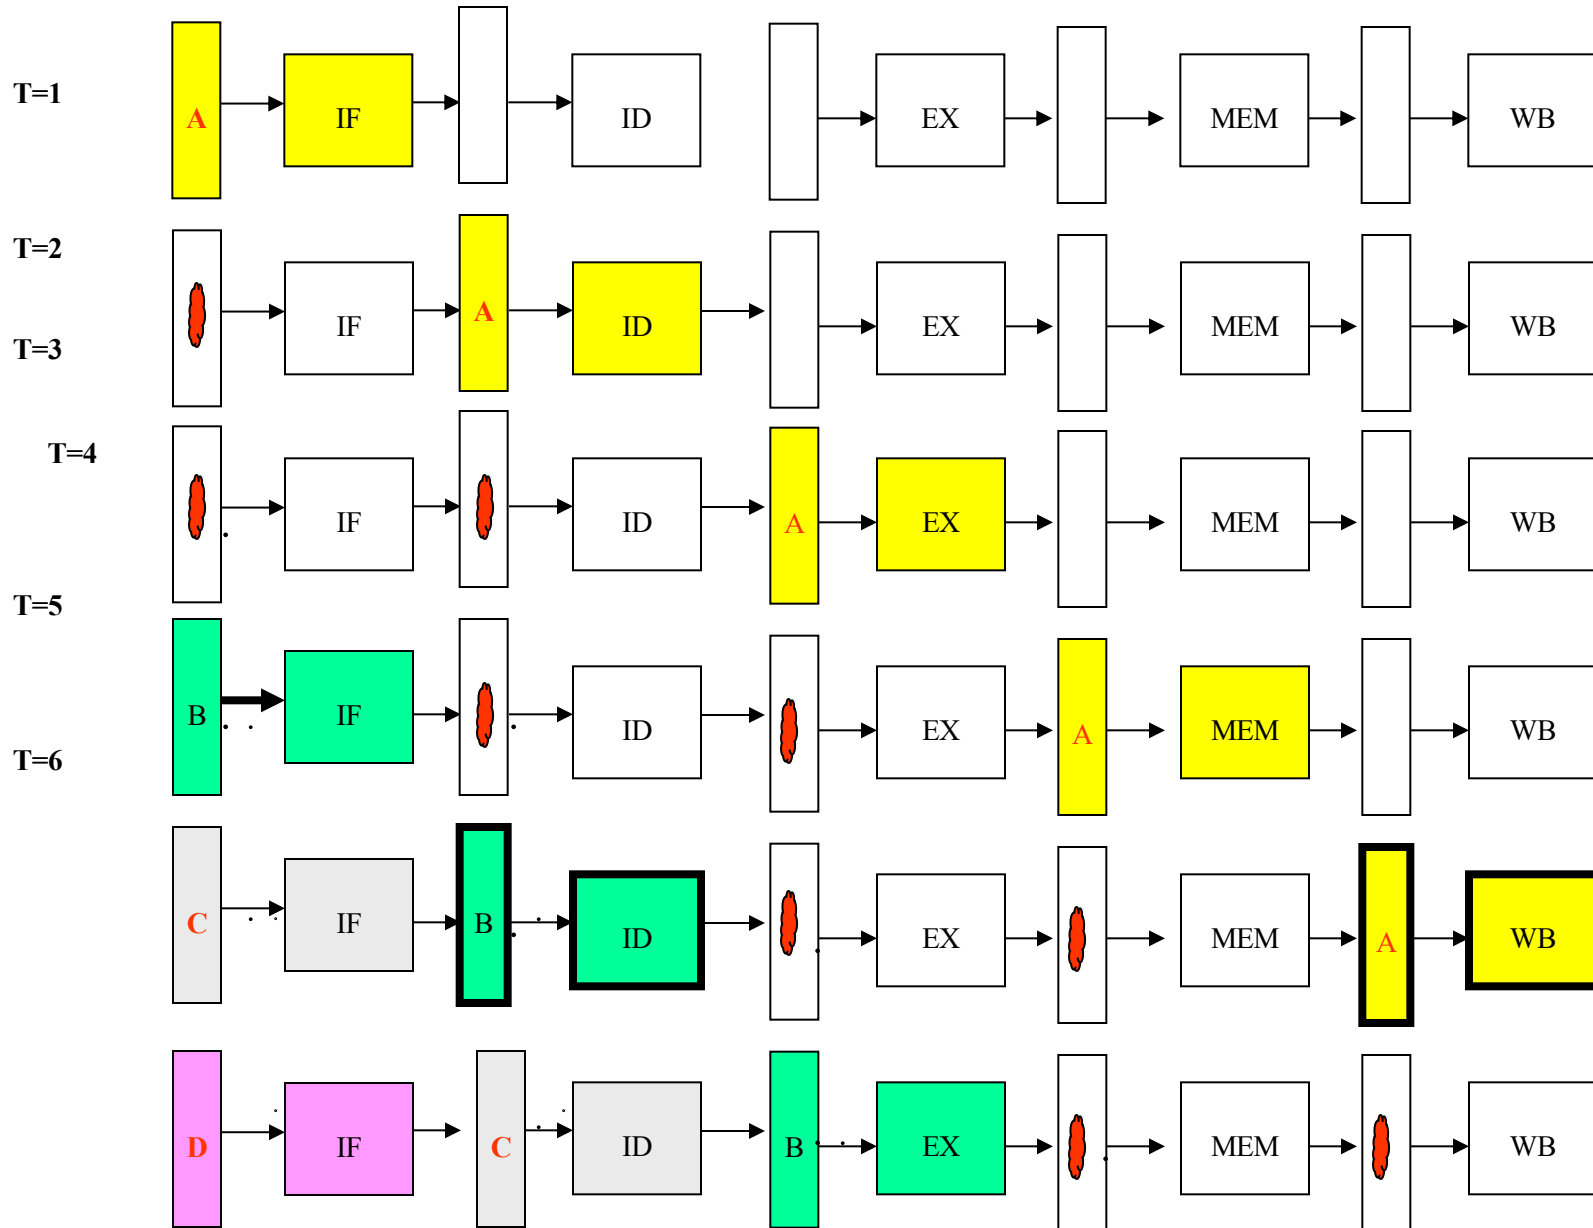 T=1
A IF ID EX MEM WB
T=2
IF A ID EX MEM WB
T=3
T=4
IF ID A EX MEM WB
T=5
B IF ID EX A MEM WB
T=6
C IF B ID EX MEM A WB
D IF C ID B EX MEM WB